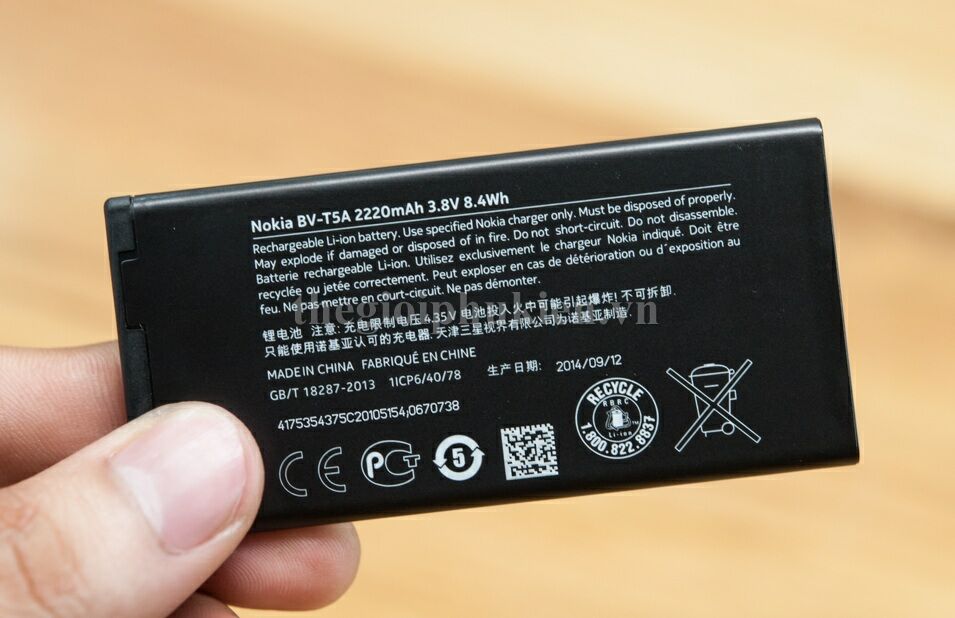 Nokia BV-T5A 2220mAh 3.8V 8.4Wh
Rechargeable Li-ion battery. Use specified Nokia charger only. Must be disposed of properly.
May explode if damaged or disposed of in fire. Do not short-circuit. Do not disassemble.
Batterie rechargeable Li-ion. Utilisez exclusivement le chargeur Nokia indiqué. Doit être
recyclée ou jetée correctement. Peut exploser en cas de détérioration ou d´exposition au
feu. Ne pas mettre en court-circuit. Ne pas démonter.
thegioiphukien.vn
锂电池 注意: 充电限制电压 4.35V 电池投入火中可能引起爆炸! 不可拆卸.
只能使用诺基亚认可的充电器. 天津三星视界有限公司为诺基亚制造
MADE IN CHINA FABRIQUÉ EN CHINE
GB/T 18287-2013 1ICP6/40/78 生产日期: 2014/09/12
4175354375C20105154;0670738
CE PCT 5
RECYCLE
RBRC
Li-ion
1.800.822.8837